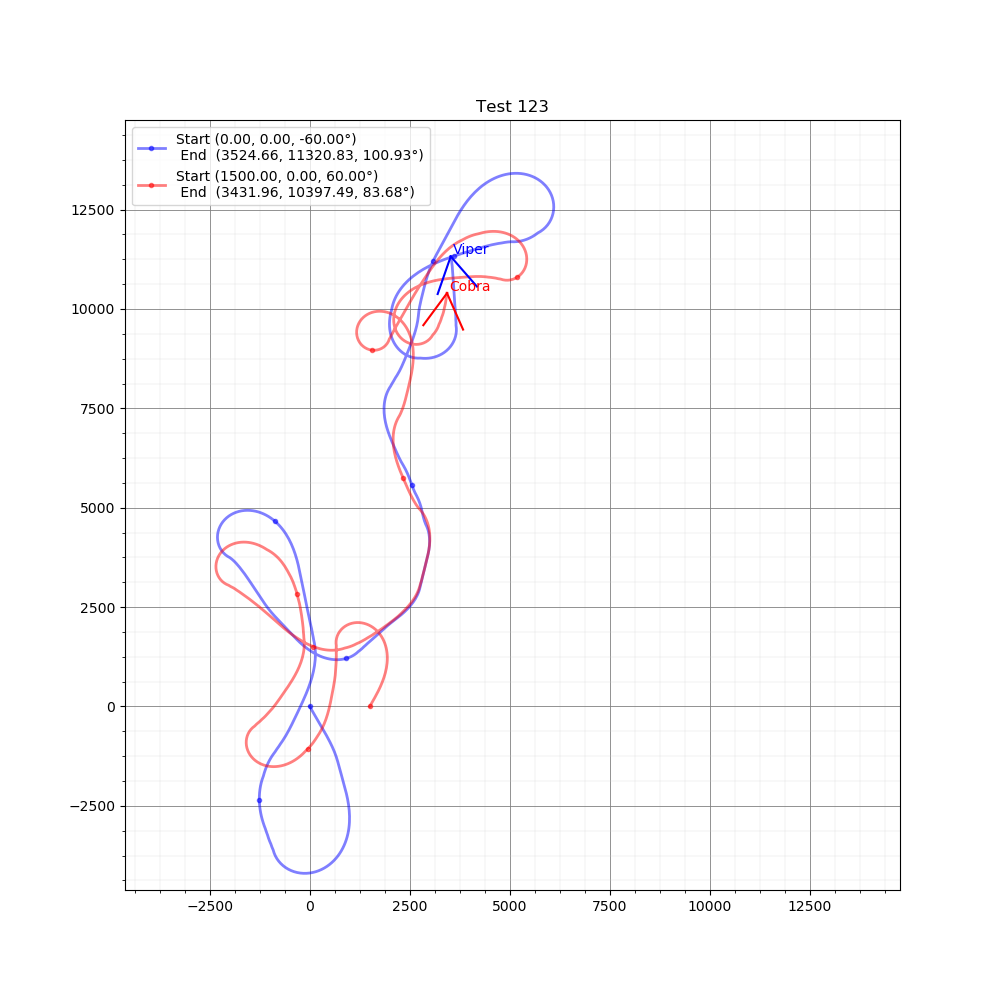 Test 123
Start (0.00, 0.00, -60.00°)
End (3524.66, 11320.83, 100.93°)
Start (1500.00, 0.00, 60.00°)
End (3431.96, 10397.49, 83.68°)
Viper
Cobra
12500
10000
7500
5000
2500
0
−2500
−2500
0
2500
5000
7500
10000
12500